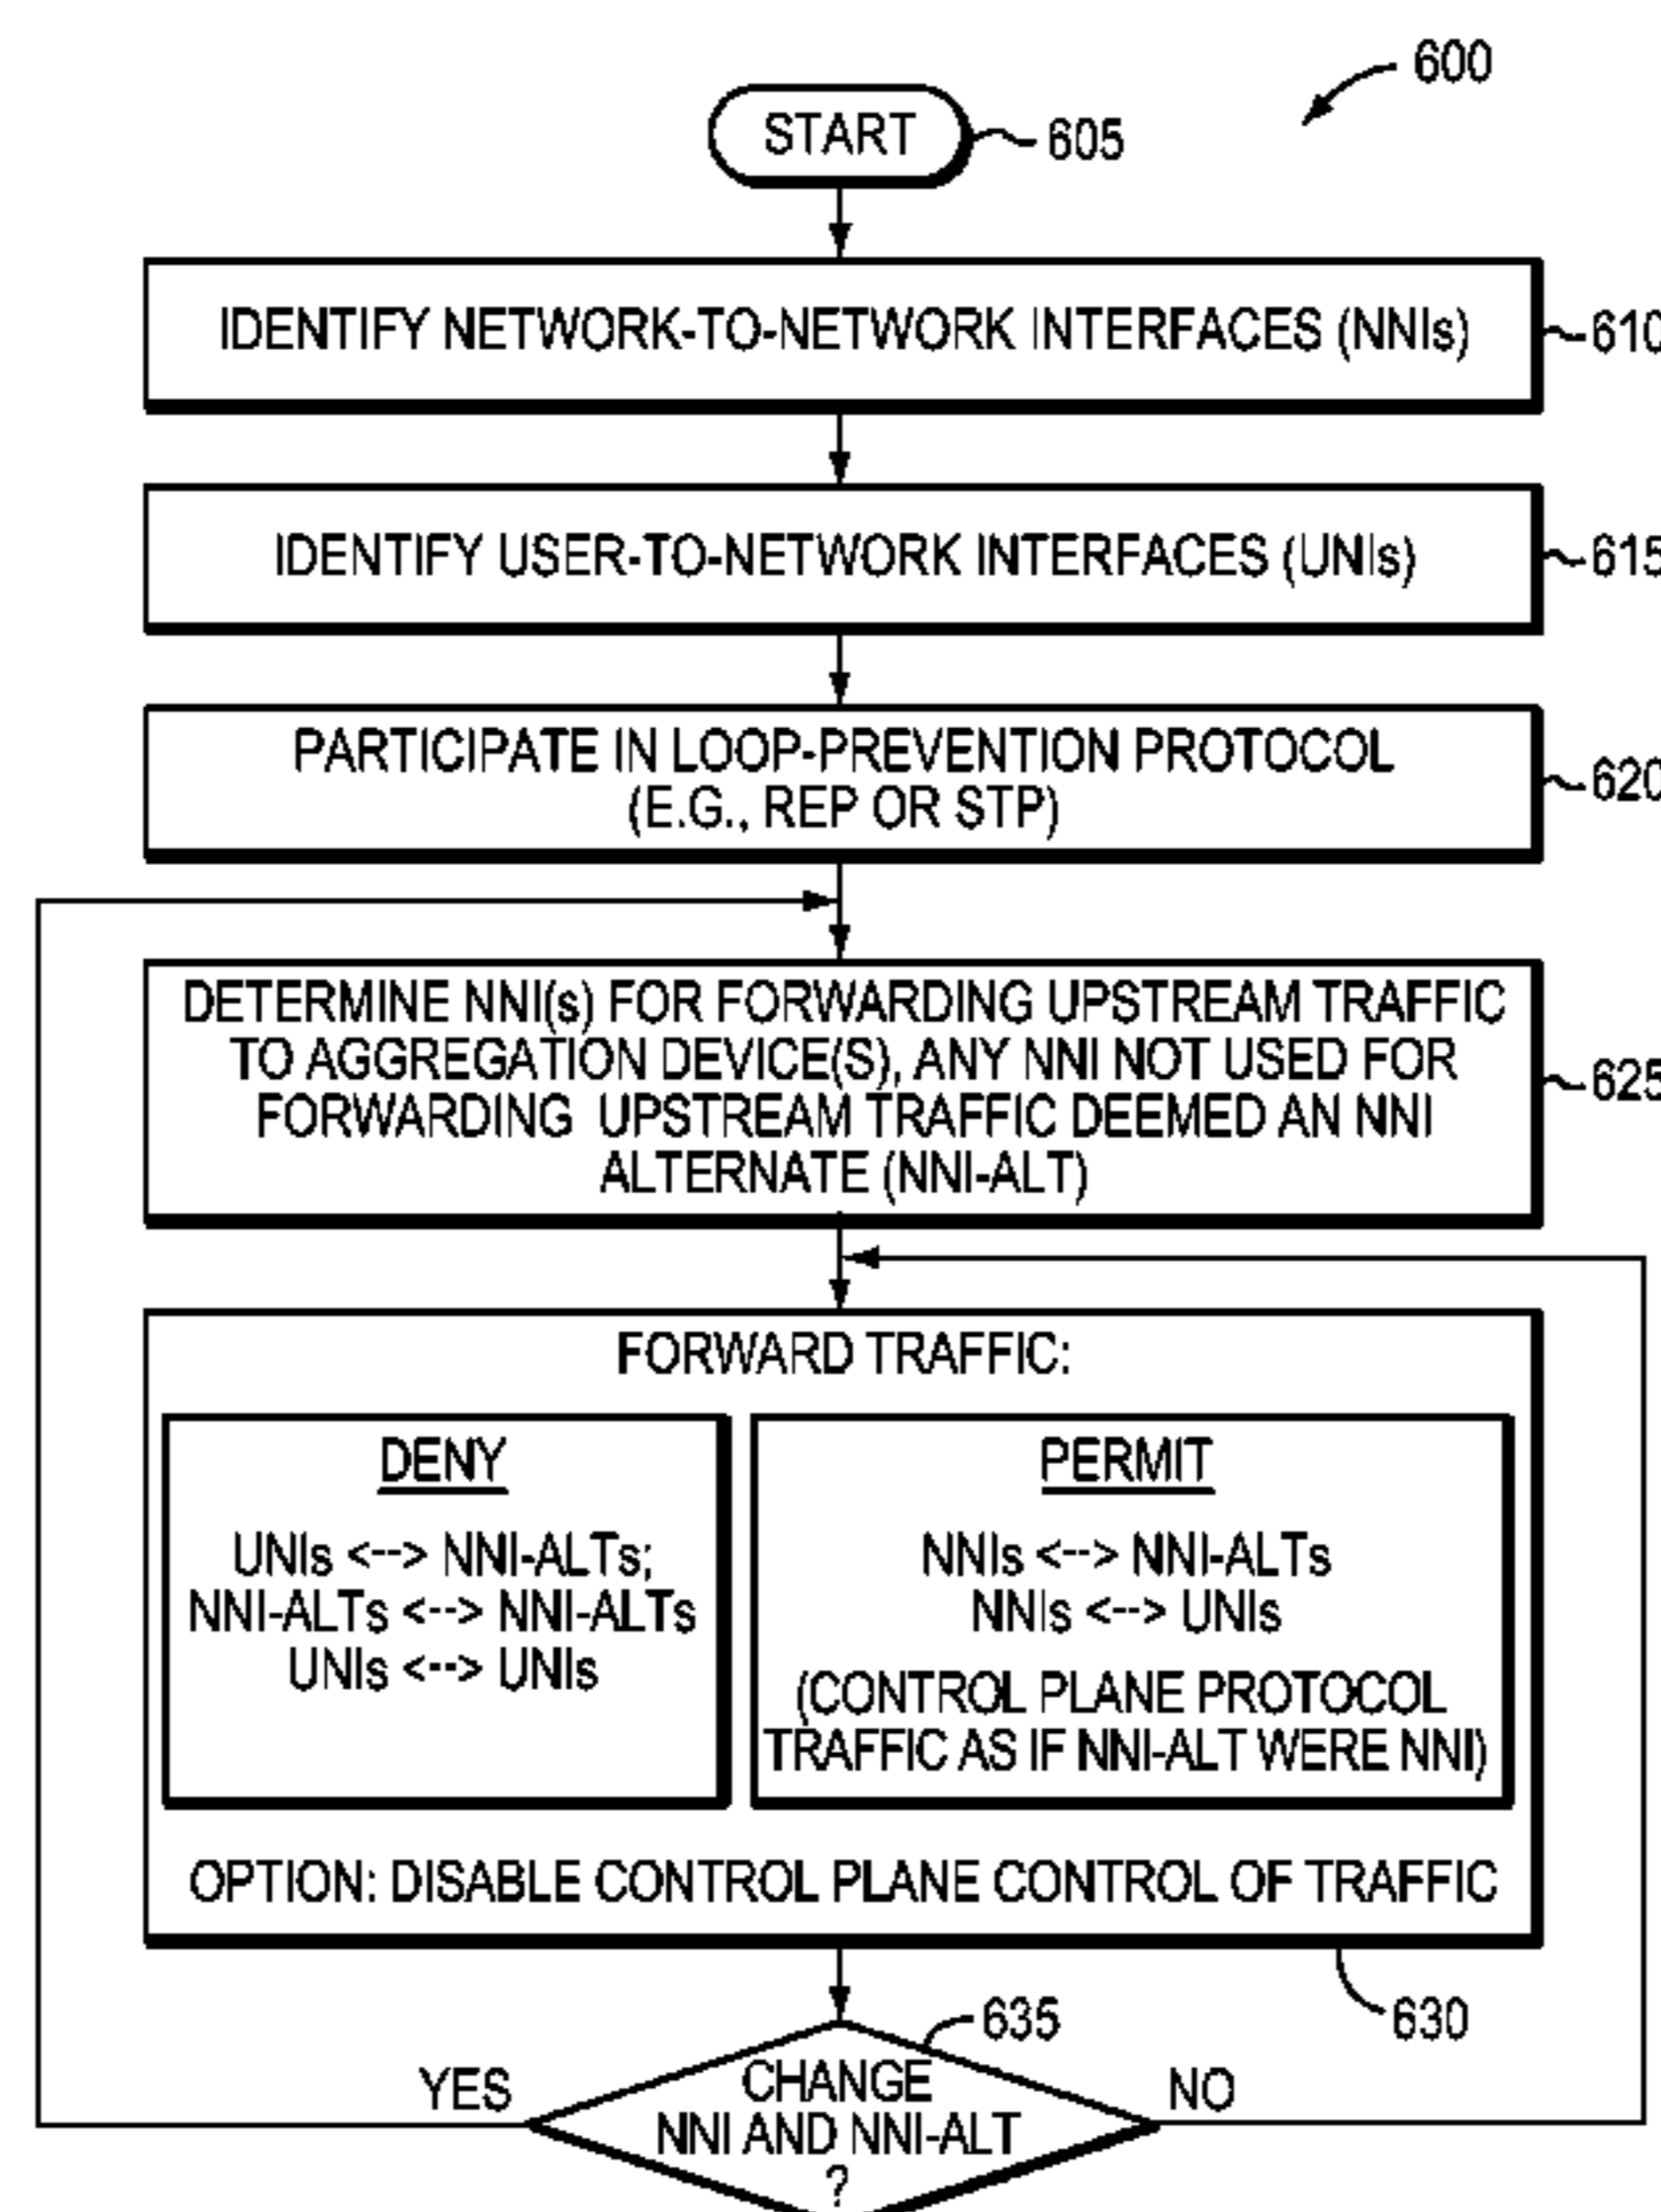 600
START
605
IDENTIFY NETWORK-TO-NETWORK INTERFACES (NNIs)
610
IDENTIFY USER-TO-NETWORK INTERFACES (UNIs)
615
PARTICIPATE IN LOOP-PREVENTION PROTOCOL
(E.G., REP OR STP)
620
DETERMINE NNI(s) FOR FORWARDING UPSTREAM TRAFFIC
TO AGGREGATION DEVICE(S), ANY NNI NOT USED FOR
FORWARDING UPSTREAM TRAFFIC DEEMED AN NNI
ALTERNATE (NNI-ALT)
625
FORWARD TRAFFIC:
DENY
UNIs <--> NNI-ALTs;
NNI-ALTs <--> NNI-ALTs
UNIs <--> UNIs
PERMIT
NNIs <--> NNI-ALTs
NNIs <--> UNIs
(CONTROL PLANE PROTOCOL
TRAFFIC AS IF NNI-ALT WERE NNI)
OPTION: DISABLE CONTROL PLANE CONTROL OF TRAFFIC
630
635
YES
CHANGE
NNI AND NNI-ALT
?
NO